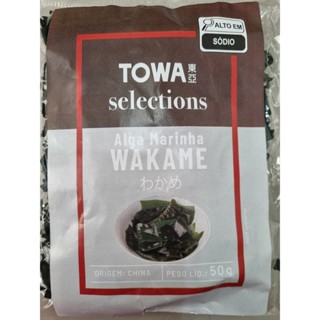 ALTO EM
SÓDIO
TOWA 東亞
selections
Alga Marinha
WAKAME
わかめ
ORIGEM: CHINA
PESO LÍQ.: 50g